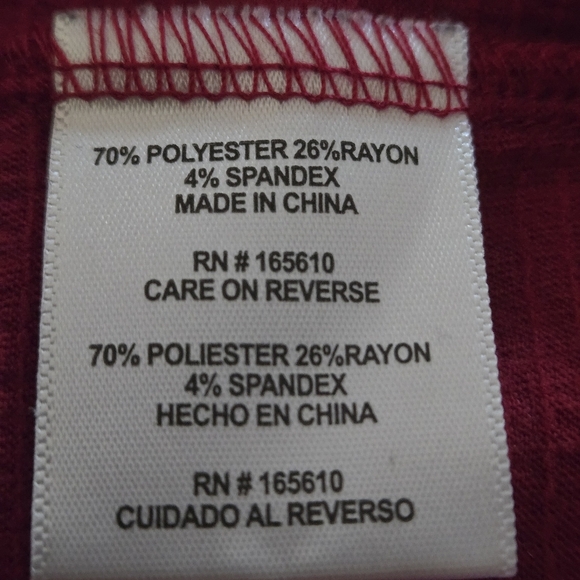 70% POLYESTER 26%RAYON
4% SPANDEX
MADE IN CHINA
RN # 165610
CARE ON REVERSE
70% POLIESTER 26%RAYON
4% SPANDEX
HECHO EN CHINA
RN # 165610
CUIDADO AL REVERSO